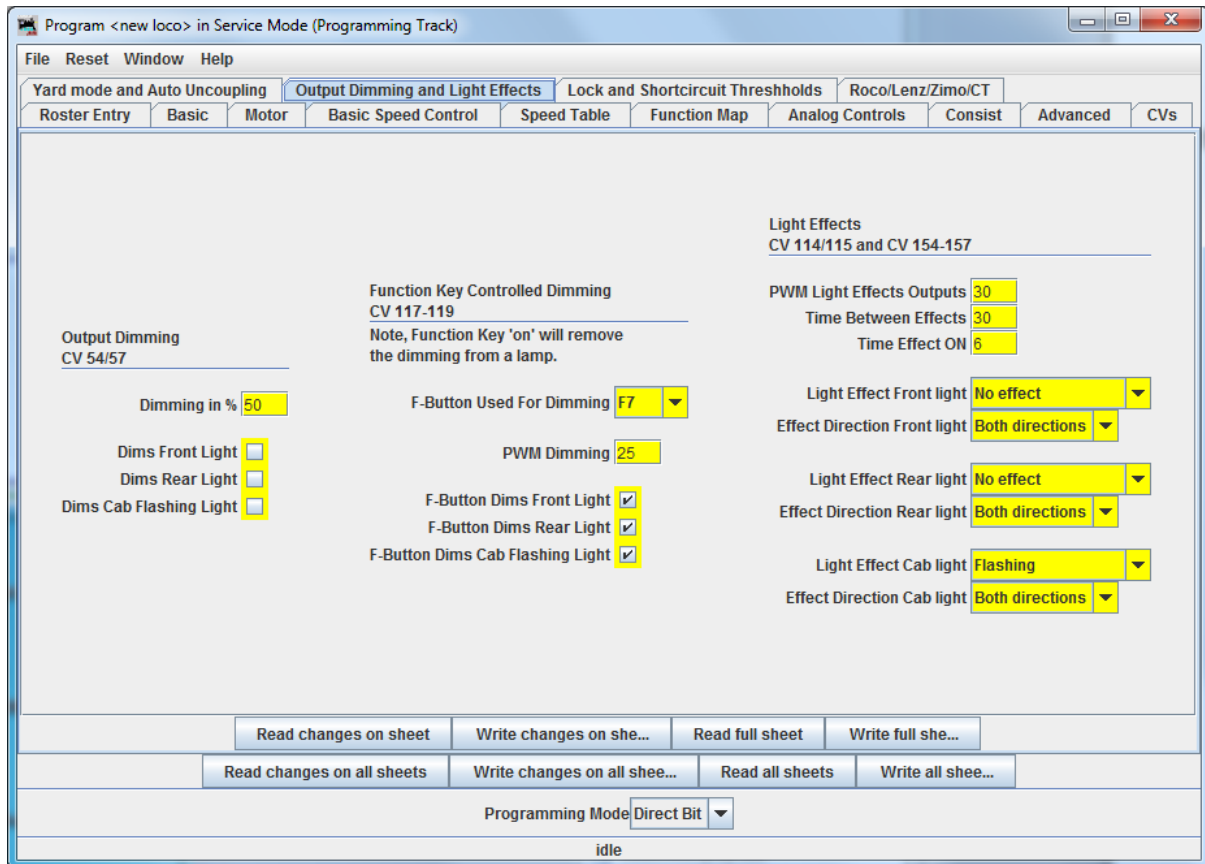 Program <new loco> in Service Mode (Programming Track)
File Reset Window Help
Yard mode and Auto Uncoupling Output Dimming and Light Effects Lock and Shortcircuit Threshholds Roco/Lenz/Zimo/CT
Roster Entry Basic Motor Basic Speed Control Speed Table Function Map Analog Controls Consist Advanced CVs
Output Dimming
CV 54/57
Dimming in % 50
Dims Front Light
Dims Rear Light
Dims Cab Flashing Light
Function Key Controlled Dimming
CV 117-119
Note, Function Key 'on' will remove
the dimming from a lamp.
F-Button Used For Dimming F7
PWM Dimming 25
F-Button Dims Front Light
F-Button Dims Rear Light
F-Button Dims Cab Flashing Light
Light Effects
CV 114/115 and CV 154-157
PWM Light Effects Outputs 30
Time Between Effects 30
Time Effect ON 6
Light Effect Front light No effect
Effect Direction Front light Both directions
Light Effect Rear light No effect
Effect Direction Rear light Both directions
Light Effect Cab light Flashing
Effect Direction Cab light Both directions
Read changes on sheet Write changes on she... Read full sheet Write full she...
Read changes on all sheets Write changes on all shee... Read all sheets Write all shee...
Programming Mode Direct Bit
idle